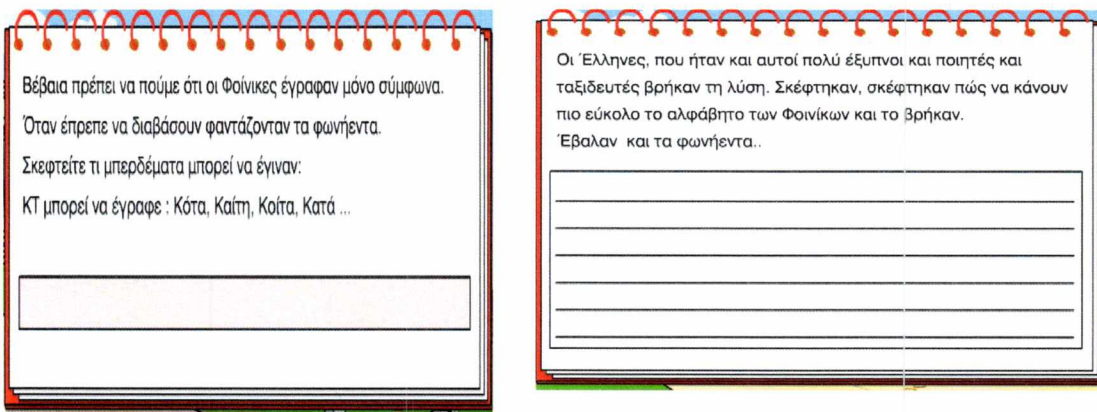 Βέβαια πρέπει να πούμε ότι οι Φοίνικες έγραφαν μόνο σύμφωνα.
Όταν έπρεπε να διαβάσουν φαντάζονταν τα φωνήεντα.
Σκεφτείτε τι μπερδέματα μπορεί να έγιναν:
ΚΤ μπορεί να έγραφε : Κότα, Καίτη, Κοίτα, Κατά ...
Οι Έλληνες, που ήταν και αυτοί πολύ έξυπνοι και ποιητές και
ταξιδευτές βρήκαν τη λύση. Σκέφτηκαν, σκέφτηκαν πώς να κάνουν
πιο εύκολο το αλφάβητο των Φοινίκων και το βρήκαν.
Έβαλαν και τα φωνήεντα..